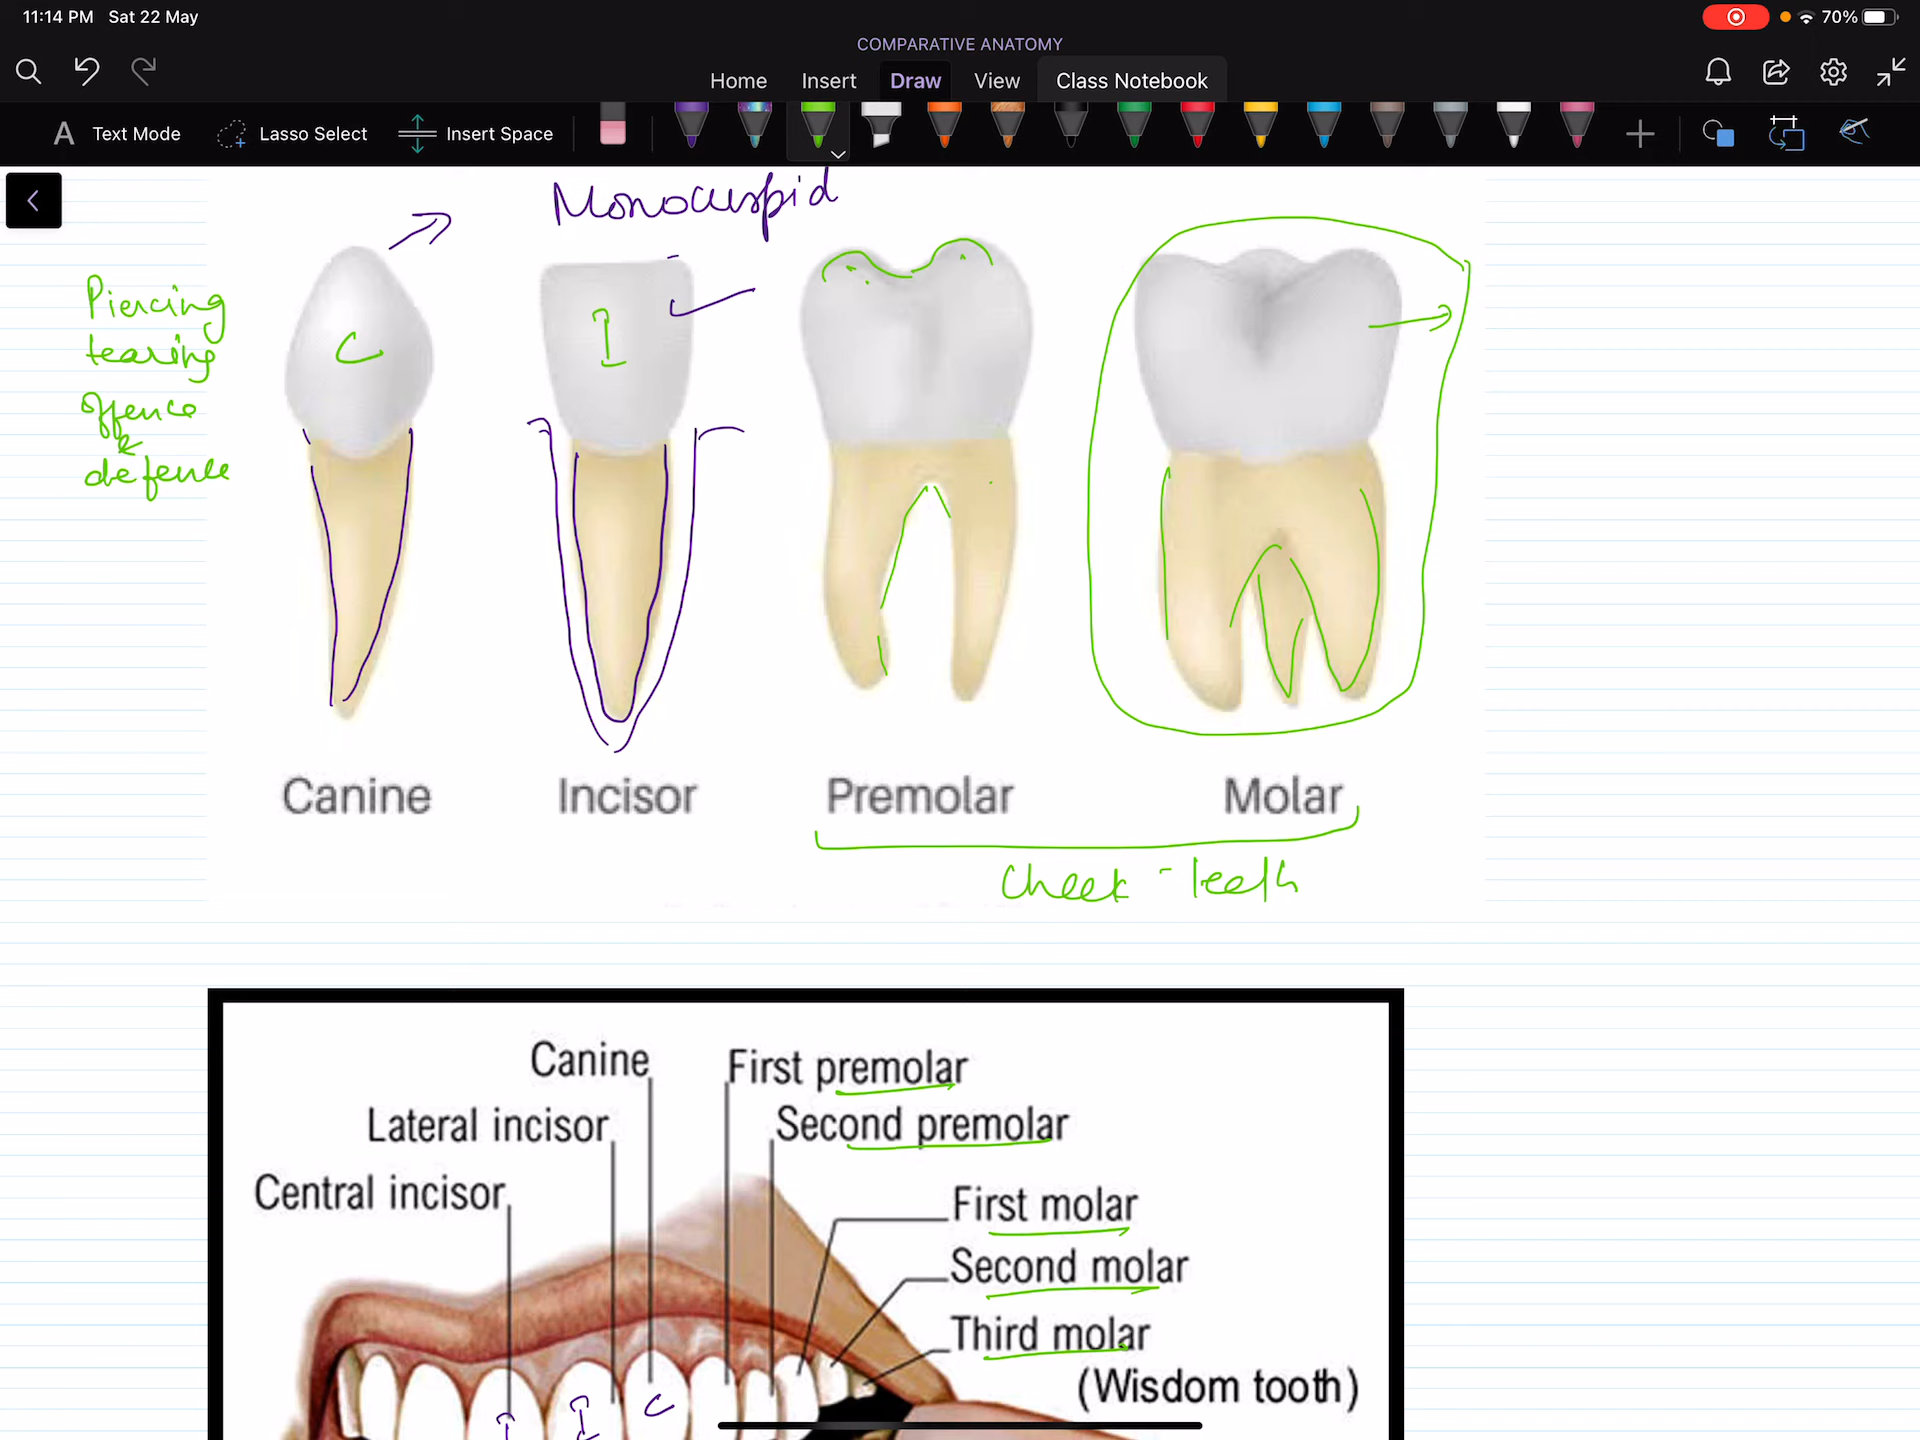 11:14 PM Sat 22 May
70%
COMPARATIVE ANATOMY
Home Insert Draw View Class Notebook
A Text Mode Lasso Select Insert Space
Monocuspid
Piercing
tearing
offence
&
defence
C
I
Canine Incisor Premolar Molar
Cheek - teeth
Canine First premolar
Lateral incisor Second premolar
Central incisor
First molar
Second molar
Third molar
(Wisdom tooth)
I I C